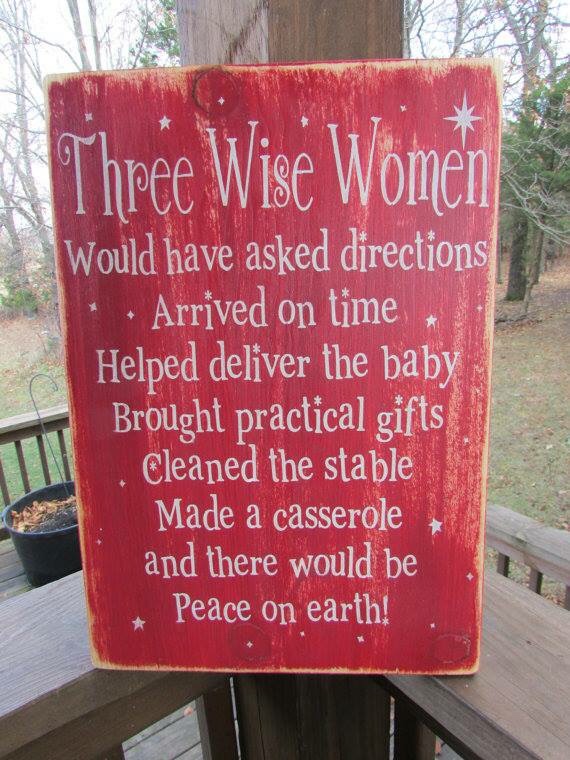 Three Wise Women
Would have asked directions
Arrived on time
Helped deliver the baby
Brought practical gifts
Cleaned the stable
Made a casserole
and there would be
Peace on earth!